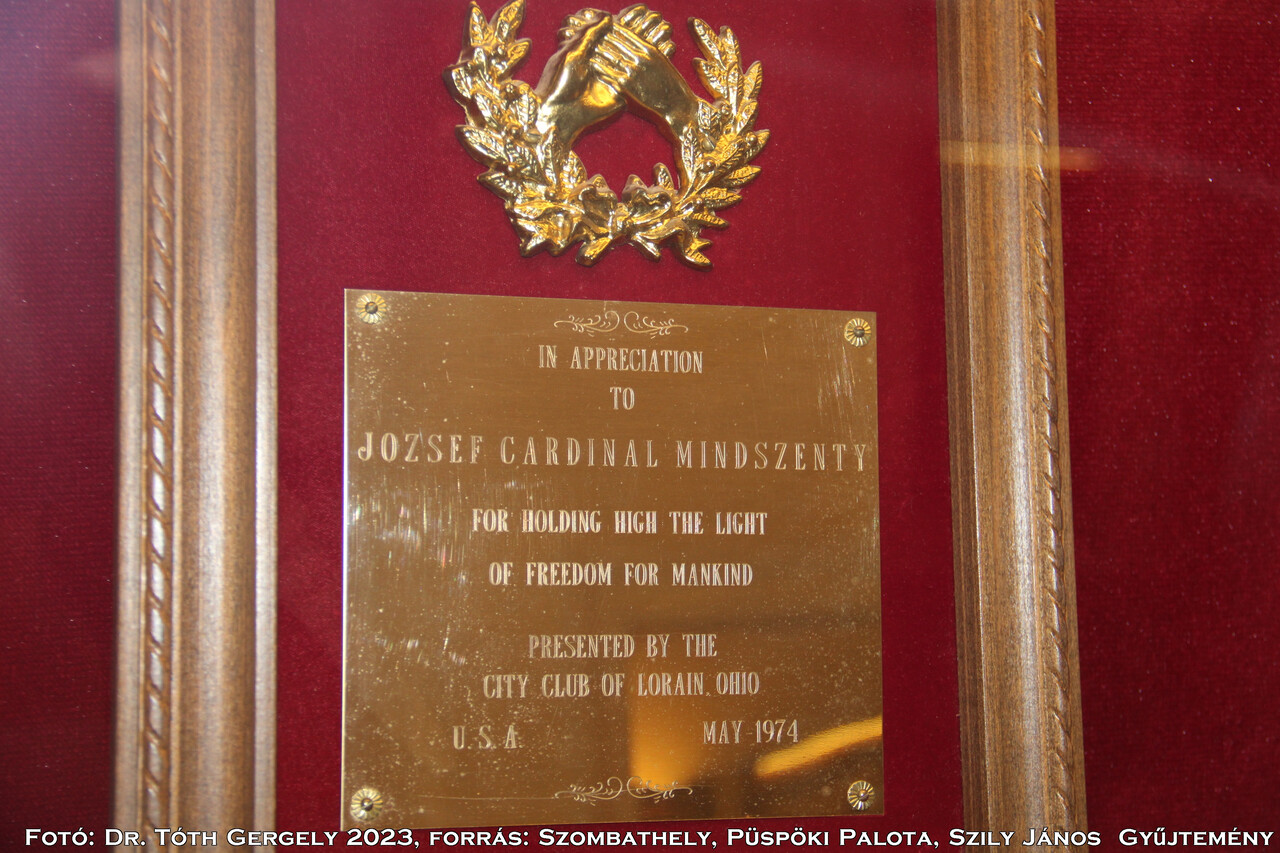 IN APPRECIATION
TO
JOZSEF CARDINAL MINDSZENTY
FOR HOLDING HIGH THE LIGHT
OF FREEDOM FOR MANKIND
PRESENTED BY THE
CITY CLUB OF LORAIN, OHIO
U. S. A. MAY 1974
Fotó: Dr. Tóth Gergely 2023, forrás: Szombathely, Püspöki Palota, Szily János Gyűjtemény